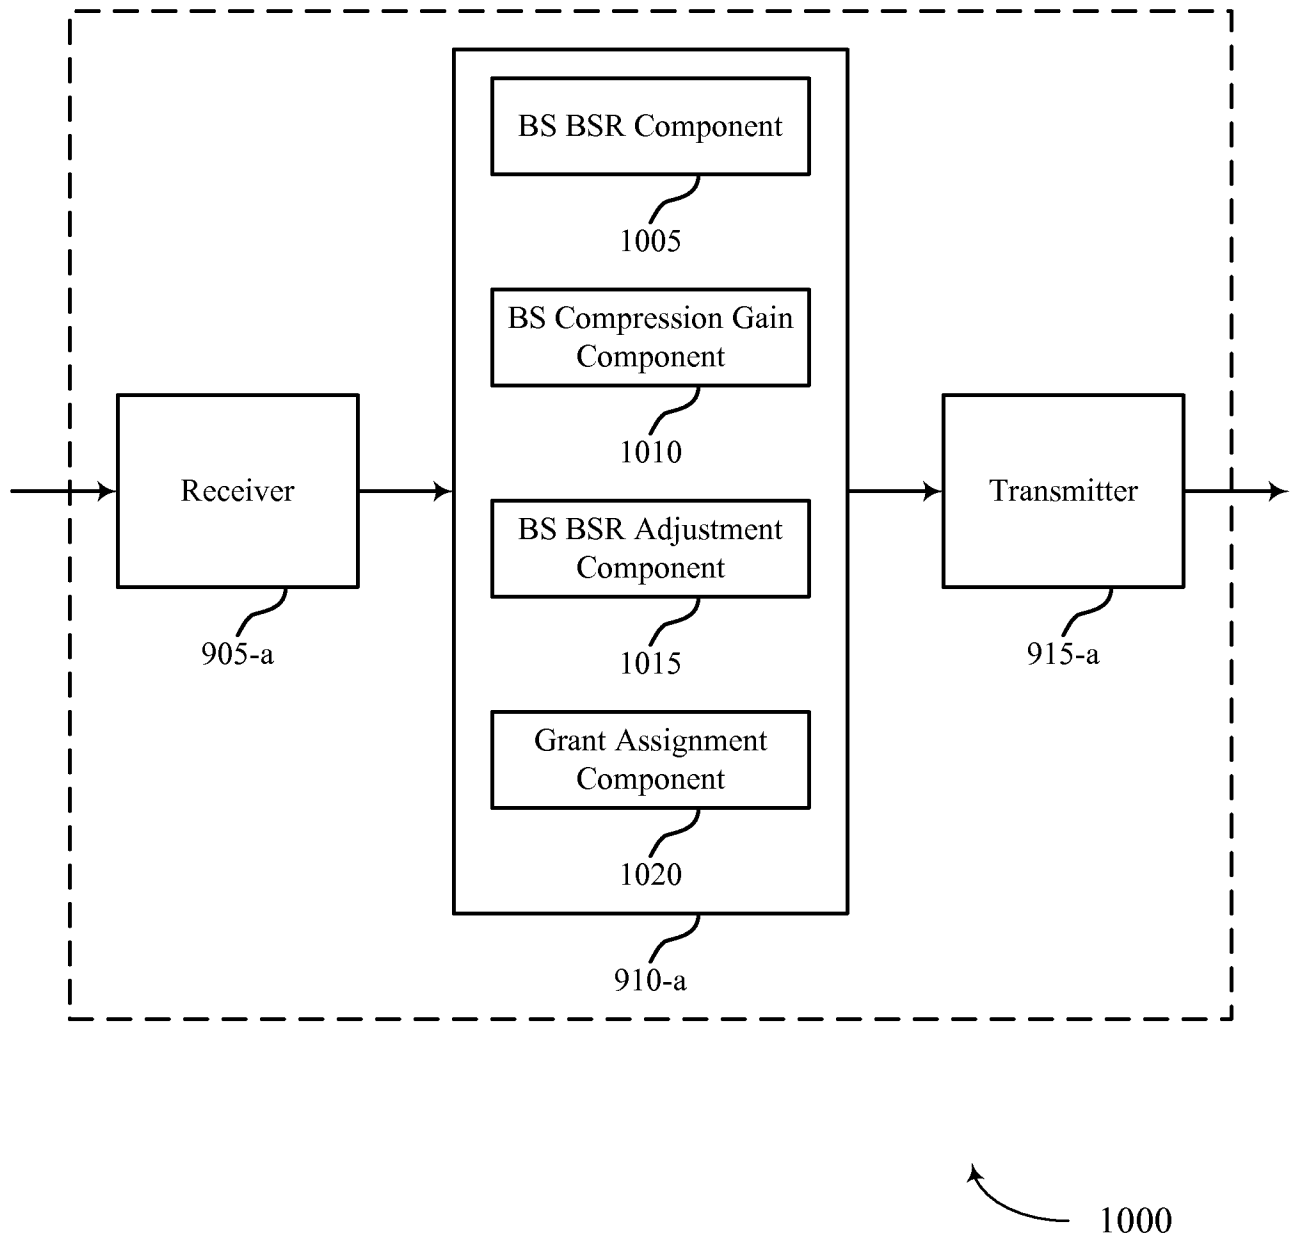 BS BSR Component
1005
BS Compression Gain
Component
1010
Receiver
905-a
BS BSR Adjustment
Component
1015
Grant Assignment
Component
1020
910-a
Transmitter
915-a
1000